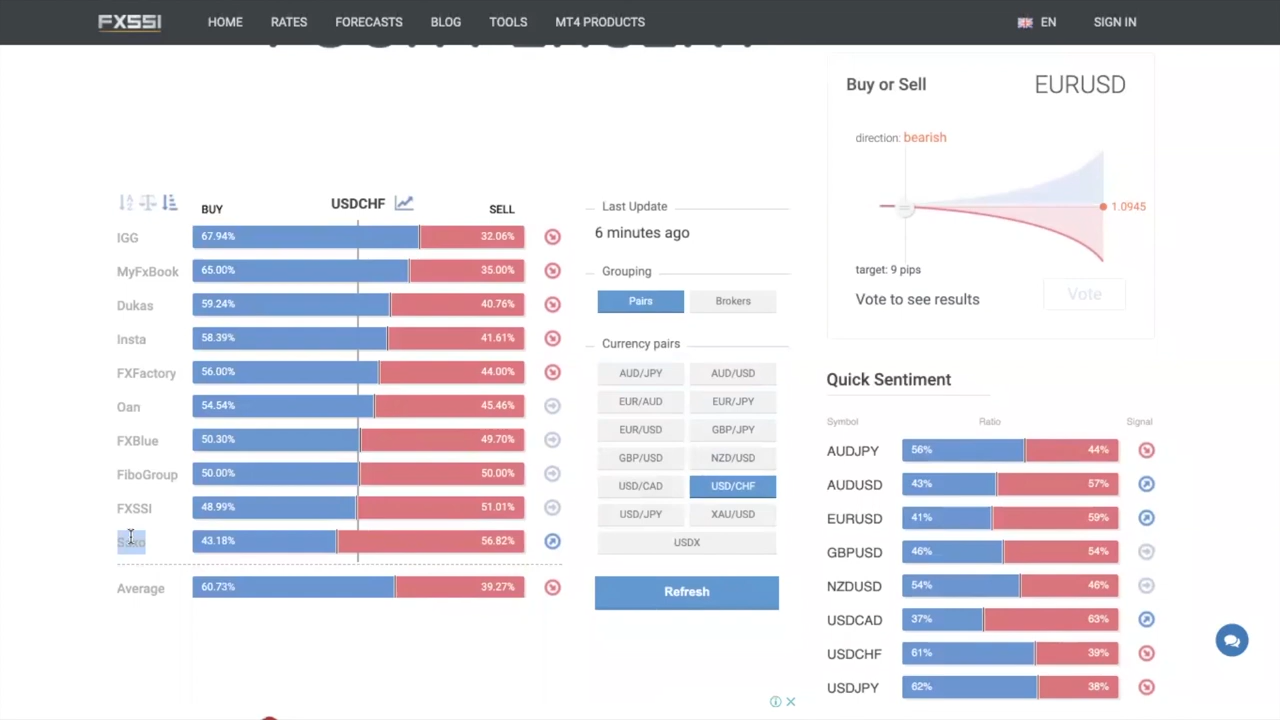 FXSSI
HOME
RATES
FORECASTS
BLOG
TOOLS
MT4 PRODUCTS
EN
SIGN IN
BUY
USDCHF
SELL
IGG 67.94% 32.06%
MyFxBook 65.00% 35.00%
Dukas 59.24% 40.76%
Insta 58.39% 41.61%
FXFactory 56.00% 44.00%
Oan 54.54% 45.46%
FXBlue 50.30% 49.70%
FiboGroup 50.00% 50.00%
FXSSI 48.99% 51.01%
Saxo 43.18% 56.82%
Average 60.73% 39.27%
Last Update
6 minutes ago
Grouping
Pairs Brokers
Currency pairs
AUD/JPY AUD/USD
EUR/AUD EUR/JPY
EUR/USD GBP/JPY
GBP/USD NZD/USD
USD/CAD USD/CHF
USD/JPY XAU/USD
USDX
Refresh
Buy or Sell EURUSD
direction: bearish
1.0945
target: 9 pips
Vote to see results Vote
Quick Sentiment
Symbol Ratio Signal
AUDJPY 56% 44%
AUDUSD 43% 57%
EURUSD 41% 59%
GBPUSD 46% 54%
NZDUSD 54% 46%
USDCAD 37% 63%
USDCHF 61% 39%
USDJPY 62% 38%